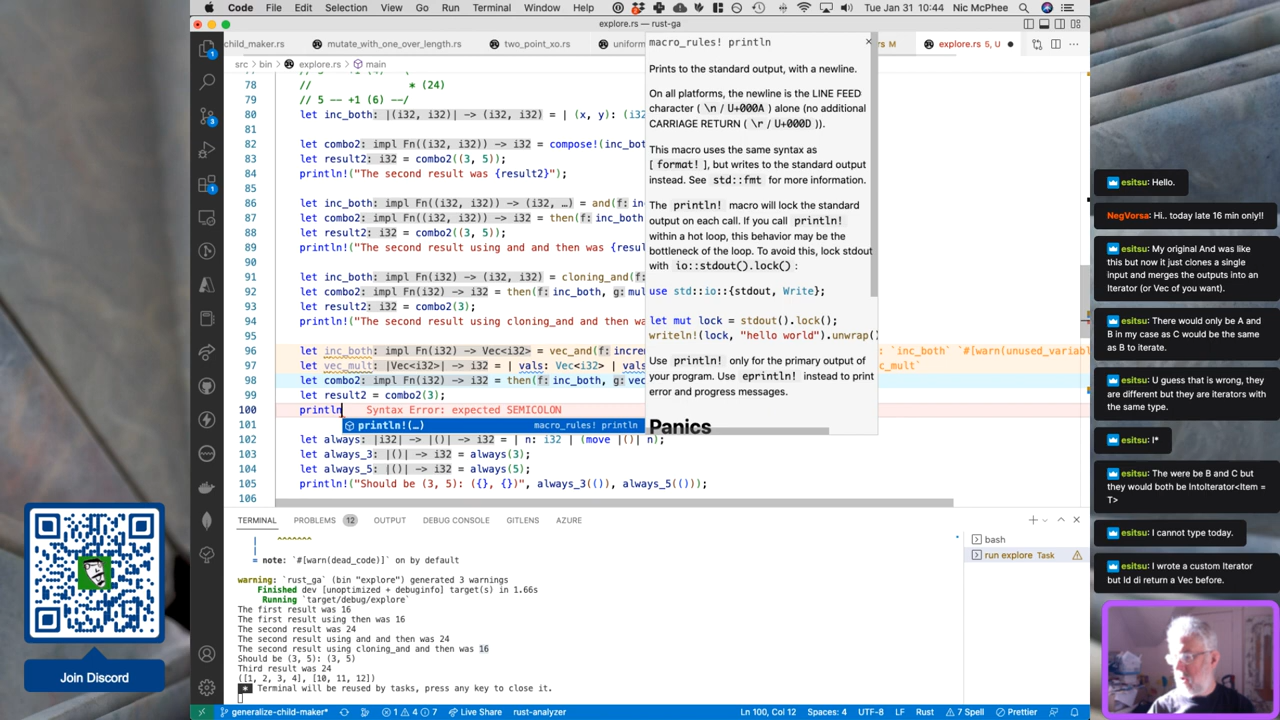 Code File Edit Selection View Go Run Terminal Window Help
Tue Jan 31 10:44 Nic McPhee
explore.rs — rust-ga
child_maker.rs mutate_with_one_over_length.rs two_point_xo.rs uniform
rs M explore.rs 5, U
src > bin > explore.rs > main
78 // * (24)
79 // 5 -- +1 (6) --/
80 let inc_both: |(i32, i32)| -> (i32, i32) = | (x, y): (i32
81
82 let combo2: impl Fn((i32, i32)) -> i32 = compose!(inc_bot
83 let result2: i32 = combo2((3, 5));
84 println!("The second result was {result2}");
85
86 let inc_both: impl Fn((i32, i32)) -> (i32, …) = and(f: inc
87 let combo2: impl Fn((i32, i32)) -> i32 = then(f: inc_both,
88 let result2: i32 = combo2((3, 5));
89 println!("The second result using and and then was {resul
90
91 let inc_both: impl Fn(i32) -> (i32, i32) = cloning_and(f:
92 let combo2: impl Fn(i32) -> i32 = then(f: inc_both, g: mul
93 let result2: i32 = combo2(3);
94 println!("The second result using cloning_and and then wa
95
96 let inc_both: impl Fn(i32) -> Vec<i32> = vec_and(f: increm
: `inc_both` `#[warn(unused_variabl
97 let vec_mult: |Vec<i32>| -> i32 = | vals: Vec<i32> | vals
c_mult`
98 let combo2: impl Fn(i32) -> i32 = then(f: inc_both, g: vec
99 let result2 = combo2(3);
100 println Syntax Error: expected SEMICOLON
println!(…) macro_rules! println
101
102 let always: |i32| -> |()| -> i32 = | n: i32 | (move |()| n);
103 let always_3: |()| -> i32 = always(3);
104 let always_5: |()| -> i32 = always(5);
105 println!("Should be (3, 5): ({}, {})", always_3(()), always_5(()));
106
macro_rules! println
Prints to the standard output, with a newline.
On all platforms, the newline is the LINE FEED
character ( \n / U+000A ) alone (no additional
CARRIAGE RETURN ( \r / U+000D )).
This macro uses the same syntax as
[ format! ], but writes to the standard output
instead. See std::fmt for more information.
The println! macro will lock the standard
output on each call. If you call println!
within a hot loop, this behavior may be the
bottleneck of the loop. To avoid this, lock stdout
with io::stdout().lock() :
use std::io::{stdout, Write};
let mut lock = stdout().lock();
writeln!(lock, "hello world").unwrap()
Use println! only for the primary output of
your program. Use eprintln! instead to print
error and progress messages.
Panics
TERMINAL PROBLEMS 12 OUTPUT DEBUG CONSOLE GITLENS AZURE
| ^^^^^^^
|
= note: `#[warn(dead_code)]` on by default
warning: `rust_ga` (bin "explore") generated 3 warnings
Finished dev [unoptimized + debuginfo] target(s) in 1.66s
Running `target/debug/explore`
The first result was 16
The first result using then was 16
The second result was 24
The second result using and and then was 24
The second result using cloning_and and then was 16
Should be (3, 5): (3, 5)
Third result was 24
([1, 2, 3, 4], [10, 11, 12])
* Terminal will be reused by tasks, press any key to close it.
bash
run explore Task
generalize-child-maker* 1 4 7 Live Share rust-analyzer
Ln 100, Col 12 Spaces: 4 UTF-8 LF Rust 7 Spell Prettier
esitsu: Hello.
NegVorsa: Hi.. today late 16 min only!!
esitsu: My original And was like
this but now it just clones a single
input and merges the outputs into an
Iterator (or Vec of you want).
esitsu: There would only be A and
B in my case as C would be the same
as B to iterate.
esitsu: U guess that is wrong, they
are different but they are iterators with
the same type.
esitsu: I*
esitsu: The were be B and C but
they would both be IntoIterator<Item =
T>
esitsu: I cannot type today.
esitsu: I wrote a custom Iterator
but Id di return a Vec before.
Join Discord